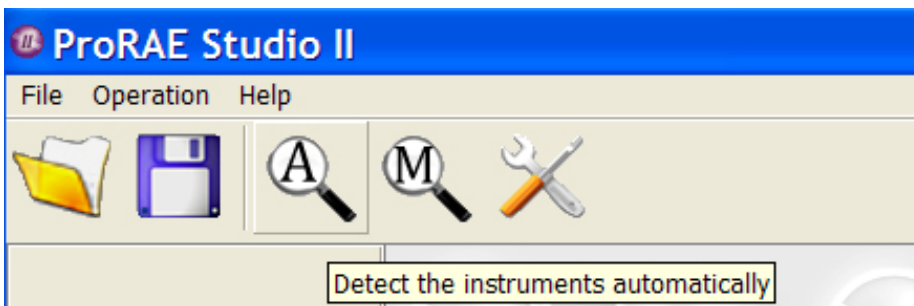 ProRAE Studio II
File Operation Help
A M
Detect the instruments automatically